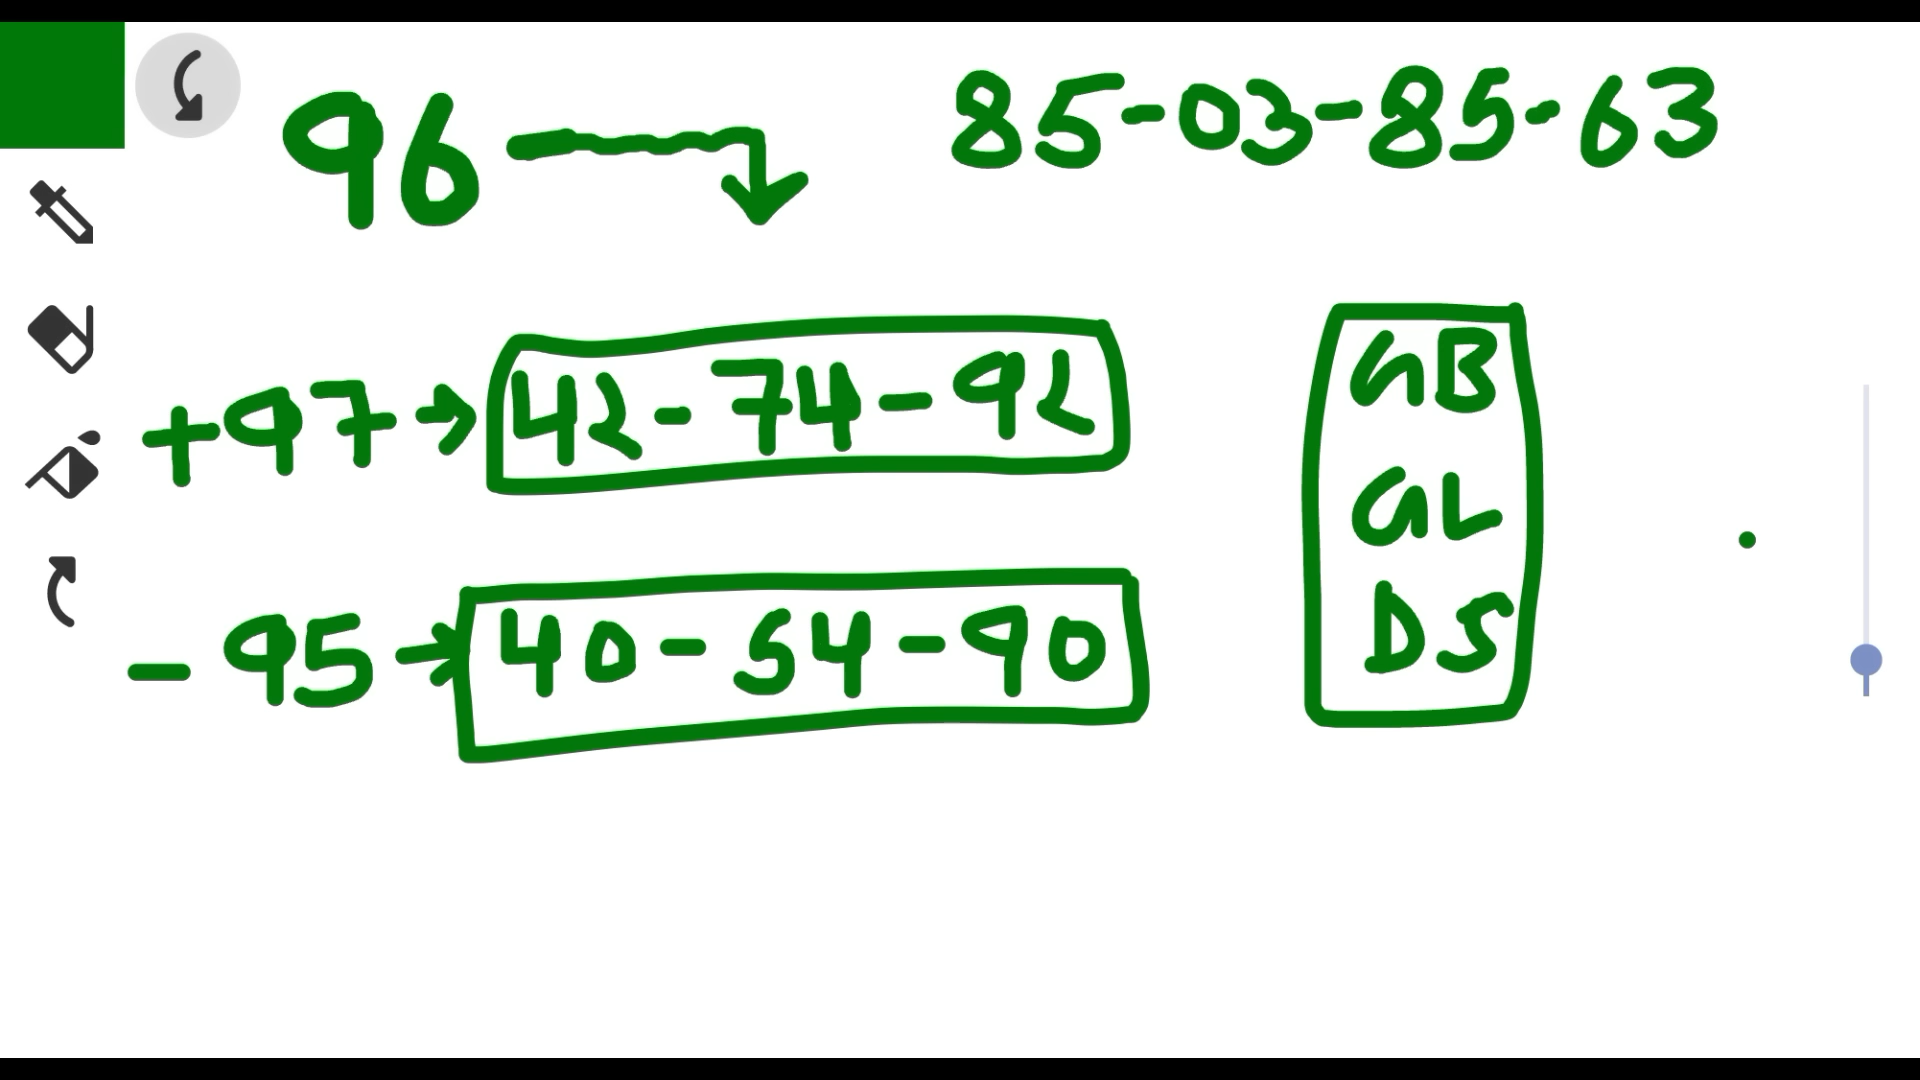 96 85-03-85-63
+97→ 42-74-92
-95→ 40-54-90
GB
GL
DS